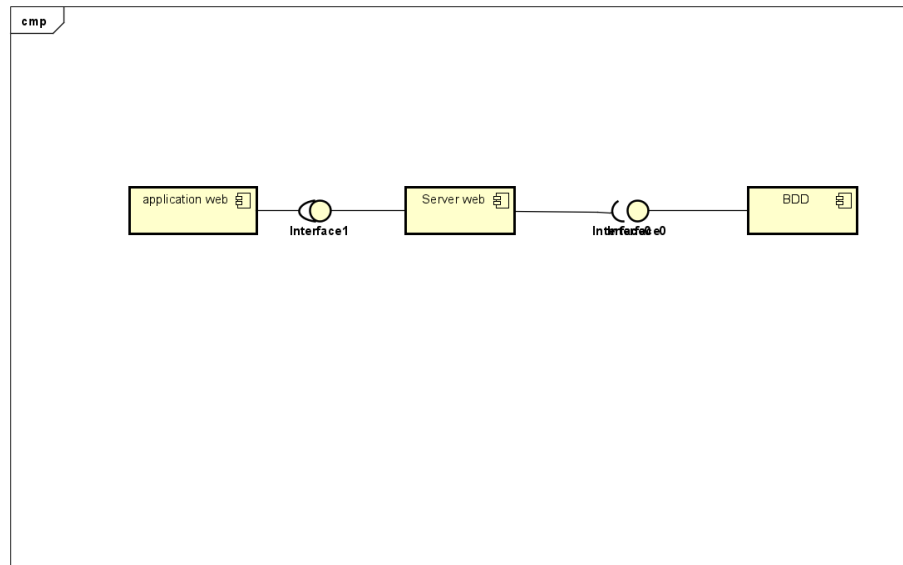 cmp
application web
Server web
BDD
Interface1